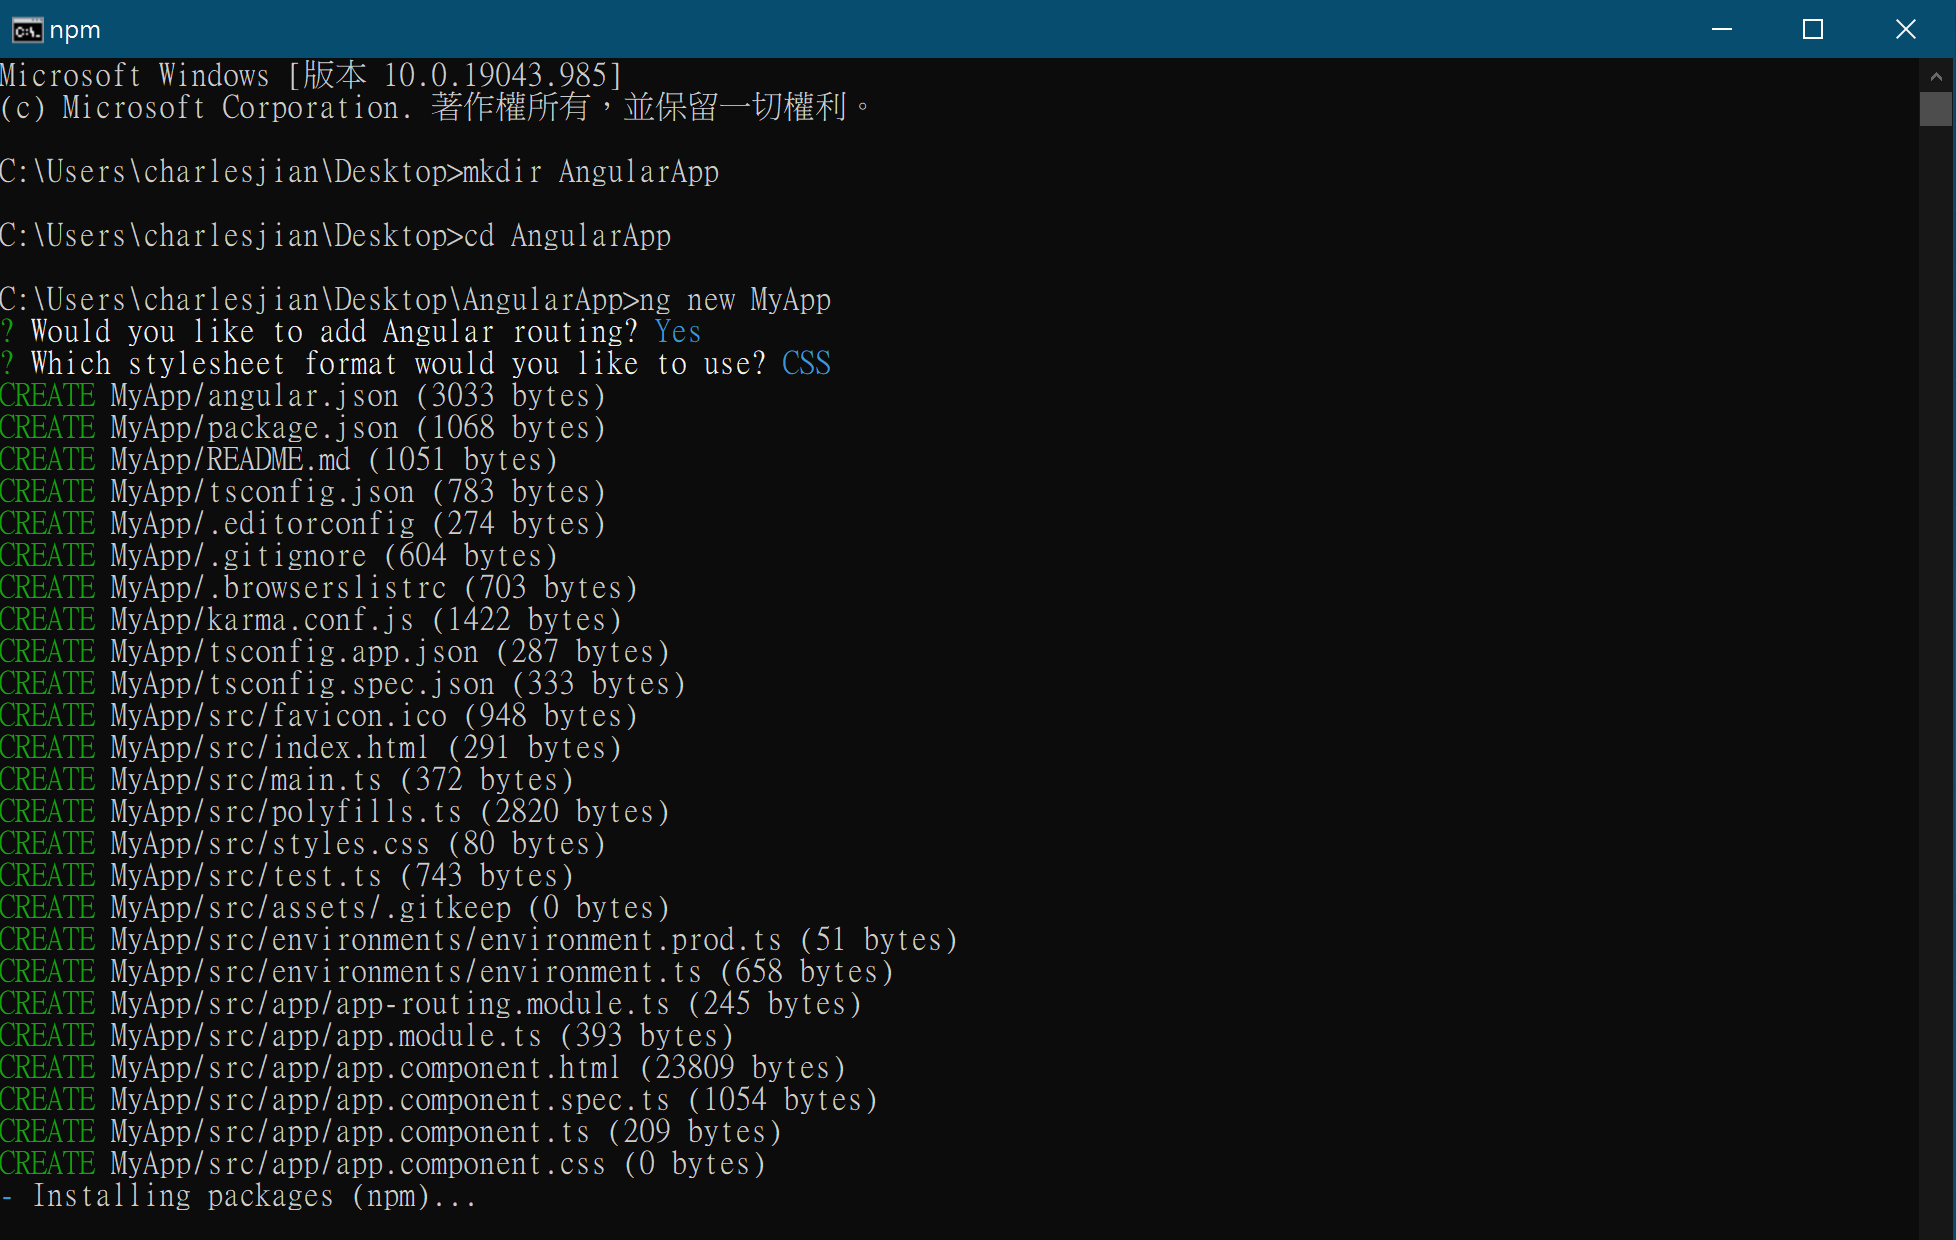 npm
Microsoft Windows [版本 10.0.19043.985]
(c) Microsoft Corporation. 著作權所有，並保留一切權利。
C:\Users\charlesjian\Desktop>mkdir AngularApp
C:\Users\charlesjian\Desktop>cd AngularApp
C:\Users\charlesjian\Desktop\AngularApp>ng new MyApp
? Would you like to add Angular routing? Yes
? Which stylesheet format would you like to use? CSS
CREATE MyApp/angular.json (3033 bytes)
CREATE MyApp/package.json (1068 bytes)
CREATE MyApp/README.md (1051 bytes)
CREATE MyApp/tsconfig.json (783 bytes)
CREATE MyApp/.editorconfig (274 bytes)
CREATE MyApp/.gitignore (604 bytes)
CREATE MyApp/.browserslistrc (703 bytes)
CREATE MyApp/karma.conf.js (1422 bytes)
CREATE MyApp/tsconfig.app.json (287 bytes)
CREATE MyApp/tsconfig.spec.json (333 bytes)
CREATE MyApp/src/favicon.ico (948 bytes)
CREATE MyApp/src/index.html (291 bytes)
CREATE MyApp/src/main.ts (372 bytes)
CREATE MyApp/src/polyfills.ts (2820 bytes)
CREATE MyApp/src/styles.css (80 bytes)
CREATE MyApp/src/test.ts (743 bytes)
CREATE MyApp/src/assets/.gitkeep (0 bytes)
CREATE MyApp/src/environments/environment.prod.ts (51 bytes)
CREATE MyApp/src/environments/environment.ts (658 bytes)
CREATE MyApp/src/app/app-routing.module.ts (245 bytes)
CREATE MyApp/src/app/app.module.ts (393 bytes)
CREATE MyApp/src/app/app.component.html (23809 bytes)
CREATE MyApp/src/app/app.component.spec.ts (1054 bytes)
CREATE MyApp/src/app/app.component.ts (209 bytes)
CREATE MyApp/src/app/app.component.css (0 bytes)
- Installing packages (npm)...